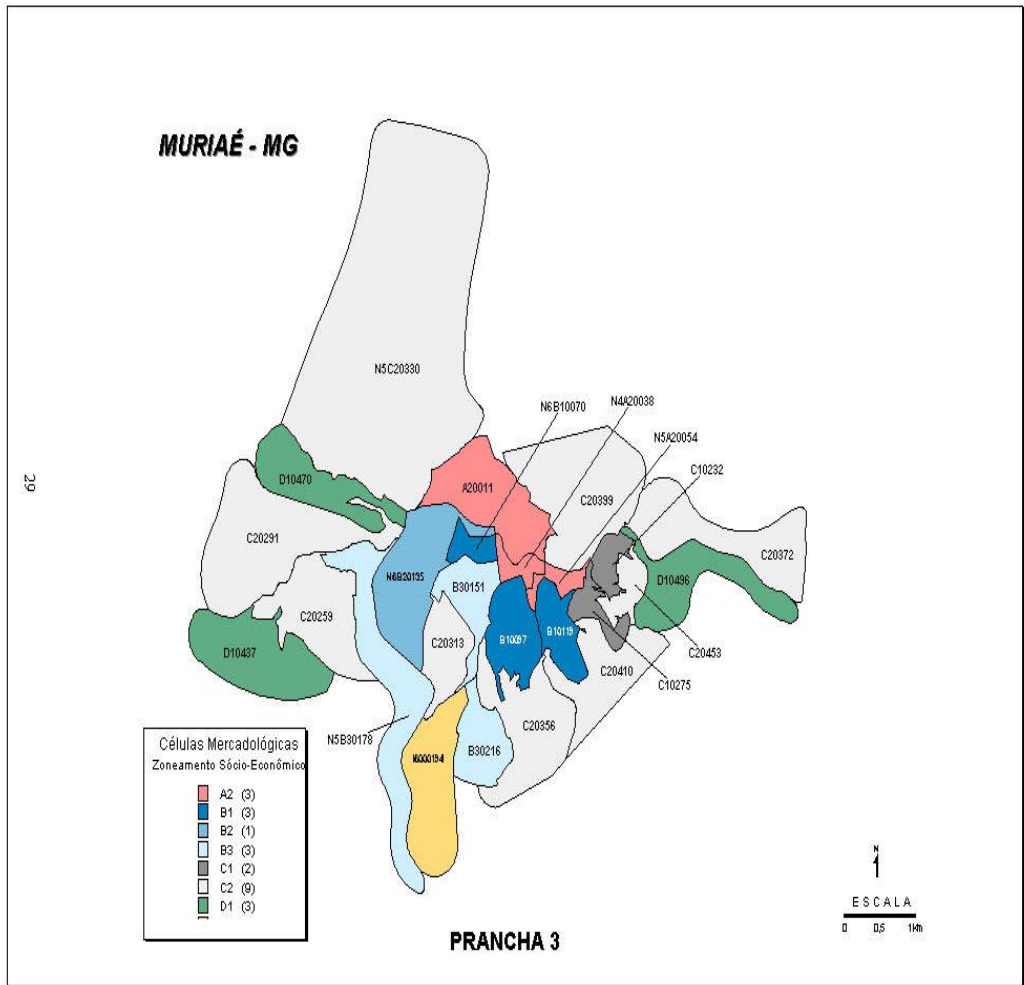 MURIAÉ - MG
N5C20330
N6B10070
N4A20038
N5A20054
C10232
29
D10470
A20011
C20399
C20291
C20372
N6B20135
B30151
D10496
C20259
C20313
B10097
B10119
D10437
C20410
C20453
C10275
N5B30178
C20356
B30216
Células Mercadológicas
Zoneamento Sócio-Econômico
A2 (3)
B1 (3)
B2 (1)
B3 (3)
C1 (2)
C2 (9)
D1 (3)
N
ESCALA
0 0,5 1Km
PRANCHA 3